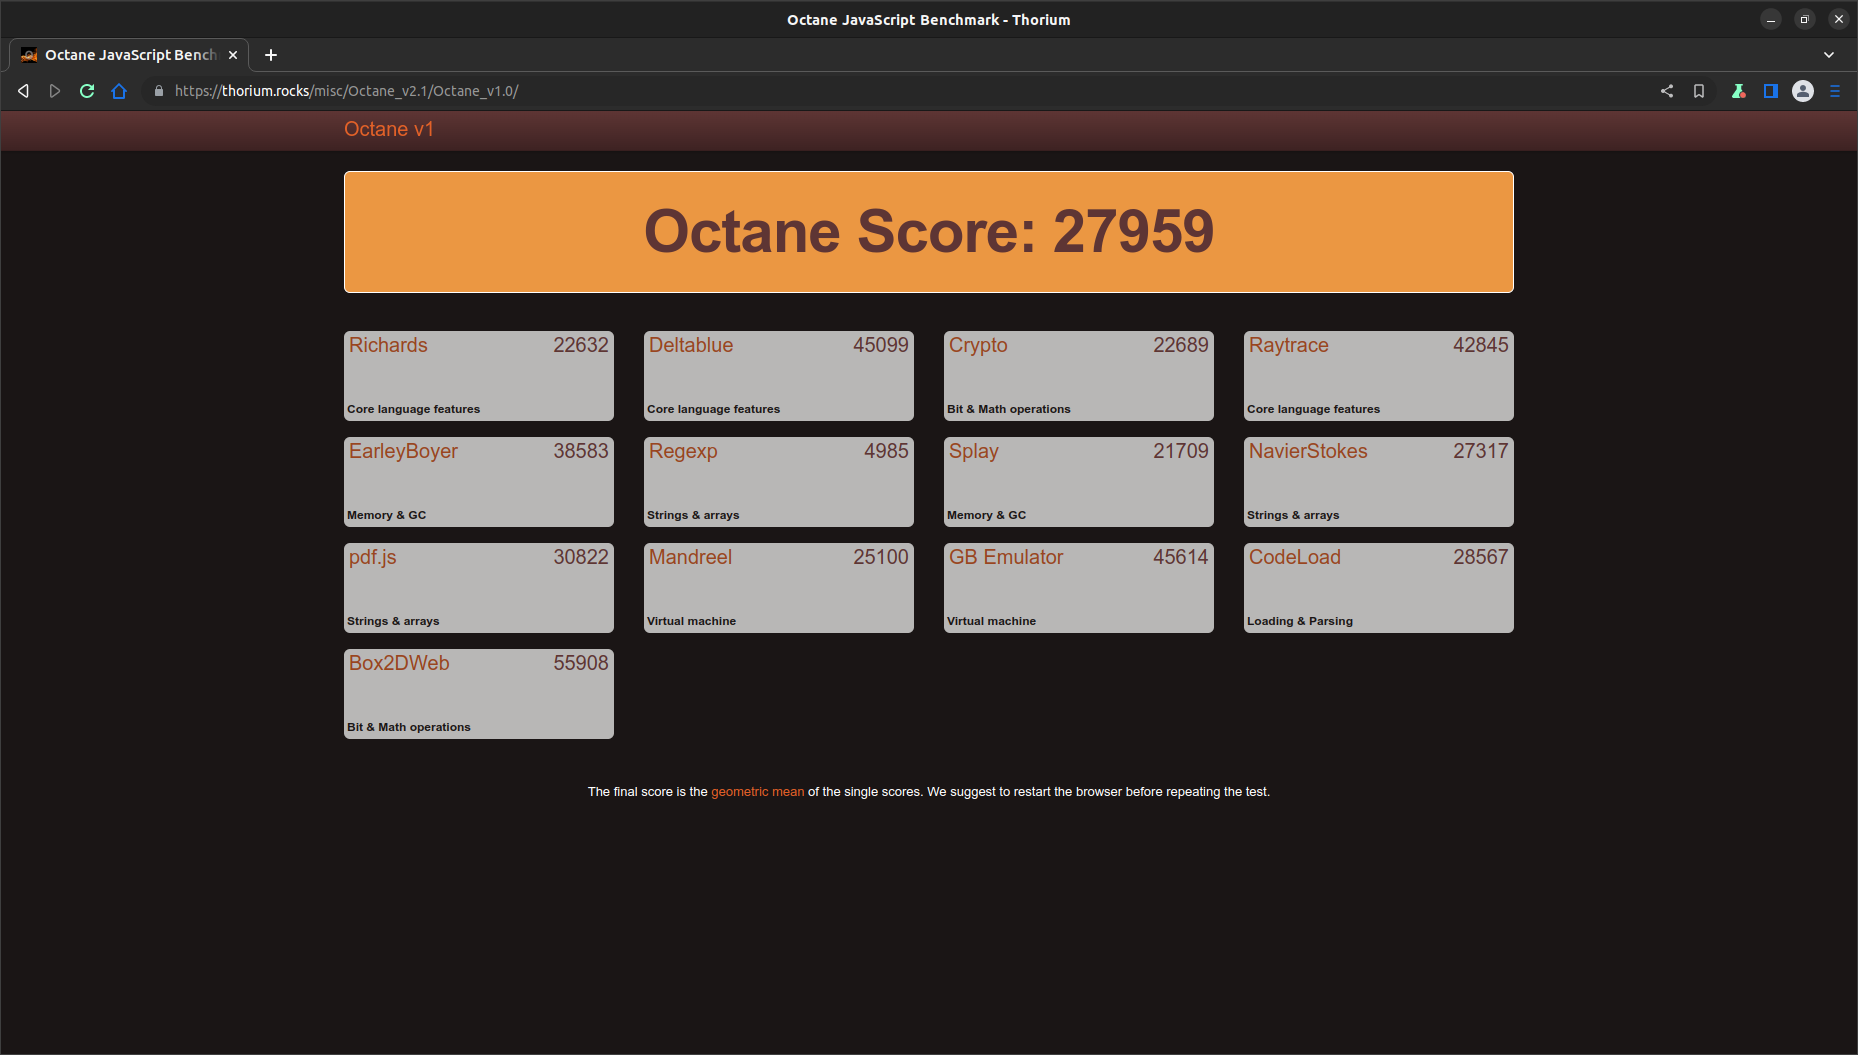 Octane JavaScript Benchmark - Thorium
Octane JavaScript Bench
https://thorium.rocks/misc/Octane_v2.1/Octane_v1.0/
Octane v1
Octane Score: 27959
Richards 22632
Core language features
Deltablue 45099
Core language features
Crypto 22689
Bit & Math operations
Raytrace 42845
Core language features
EarleyBoyer 38583
Memory & GC
Regexp 4985
Strings & arrays
Splay 21709
Memory & GC
NavierStokes 27317
Strings & arrays
pdf.js 30822
Strings & arrays
Mandreel 25100
Virtual machine
GB Emulator 45614
Virtual machine
CodeLoad 28567
Loading & Parsing
Box2DWeb 55908
Bit & Math operations
The final score is the geometric mean of the single scores. We suggest to restart the browser before repeating the test.